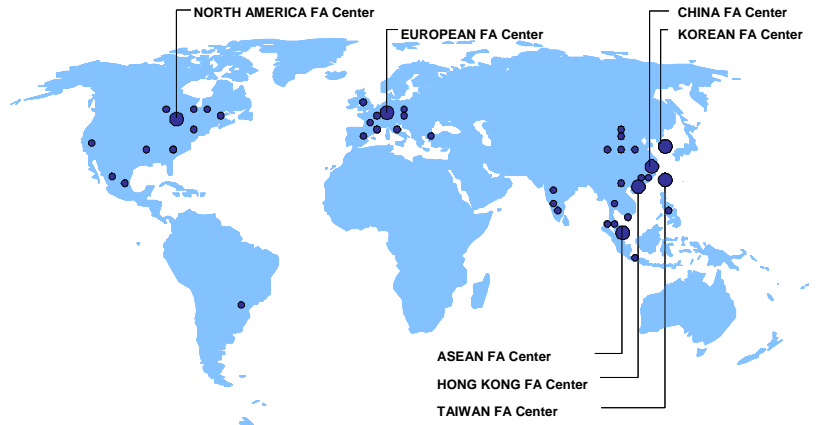 NORTH AMERICA FA Center
CHINA FA Center
EUROPEAN FA Center
KOREAN FA Center
ASEAN FA Center
HONG KONG FA Center
TAIWAN FA Center